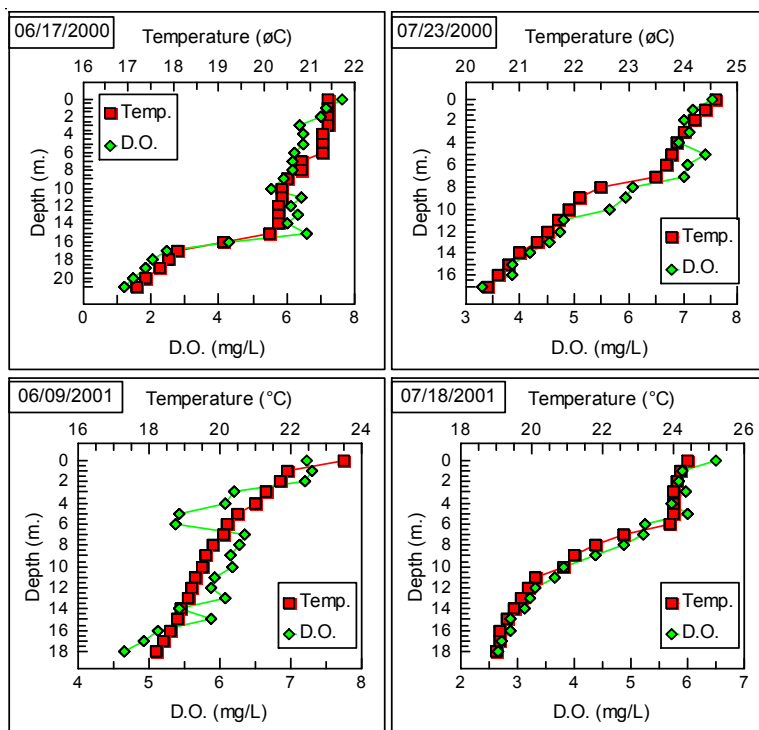 06/17/2000
Temperature (øC)
16 17 18 19 20 21 22
0
2
4
6
8
10
12
14
16
18
20
Depth (m.)
Temp.
D.O.
0 2 4 6 8
D.O. (mg/L)
07/23/2000
Temperature (øC)
20 21 22 23 24 25
0
2
4
6
8
10
12
14
16
Depth (m.)
Temp.
D.O.
3 4 5 6 7 8
D.O. (mg/L)
06/09/2001
Temperature (°C)
16 18 20 22 24
0
2
4
6
8
10
12
14
16
18
Depth (m.)
Temp.
D.O.
4 5 6 7 8
D.O. (mg/L)
07/18/2001
Temperature (°C)
18 20 22 24 26
0
2
4
6
8
10
12
14
16
18
Depth (m.)
Temp.
D.O.
2 3 4 5 6 7
D.O. (mg/L)